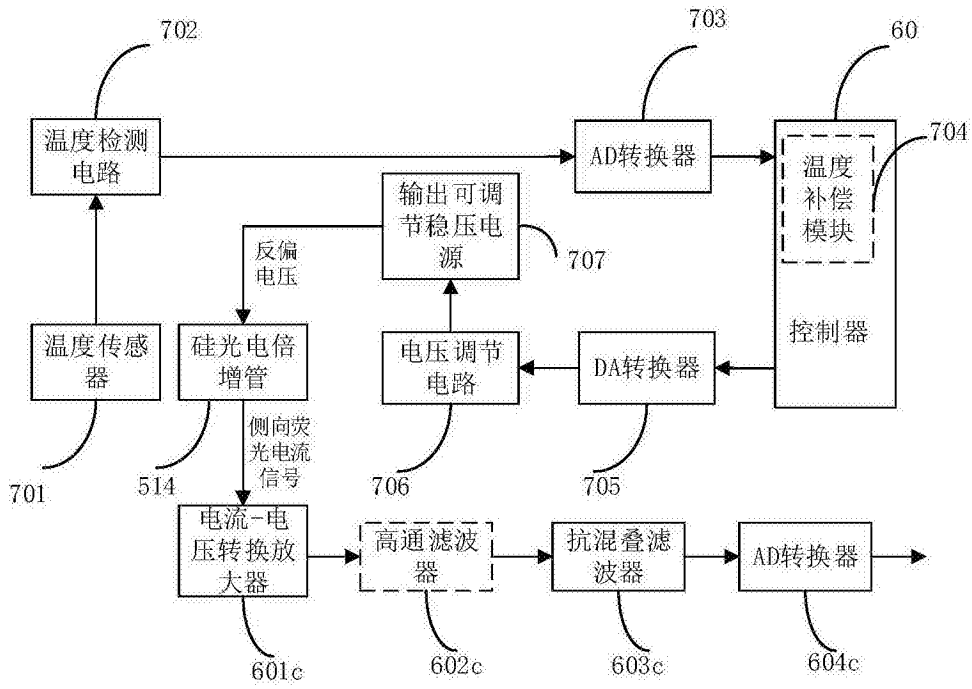 702
703
60
704
温度检测
电路
AD转换器
温度
补偿
模块
输出可调
节稳压电
源
707
反偏
电压
控制器
温度传感
器
硅光电倍
增管
电压调节
电路
DA转换器
侧向荧
光电流
信号
701
514
706
705
电流-电
压转换放
大器
高通滤波
器
抗混叠滤
波器
AD转换器
601c
602c
603c
604c